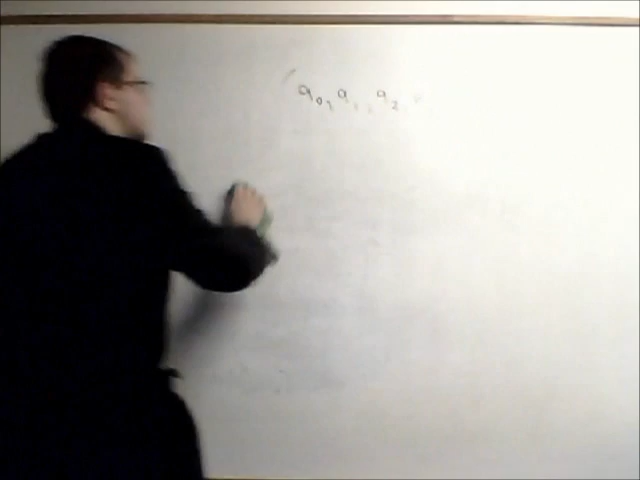 a₀, a₁, a₂